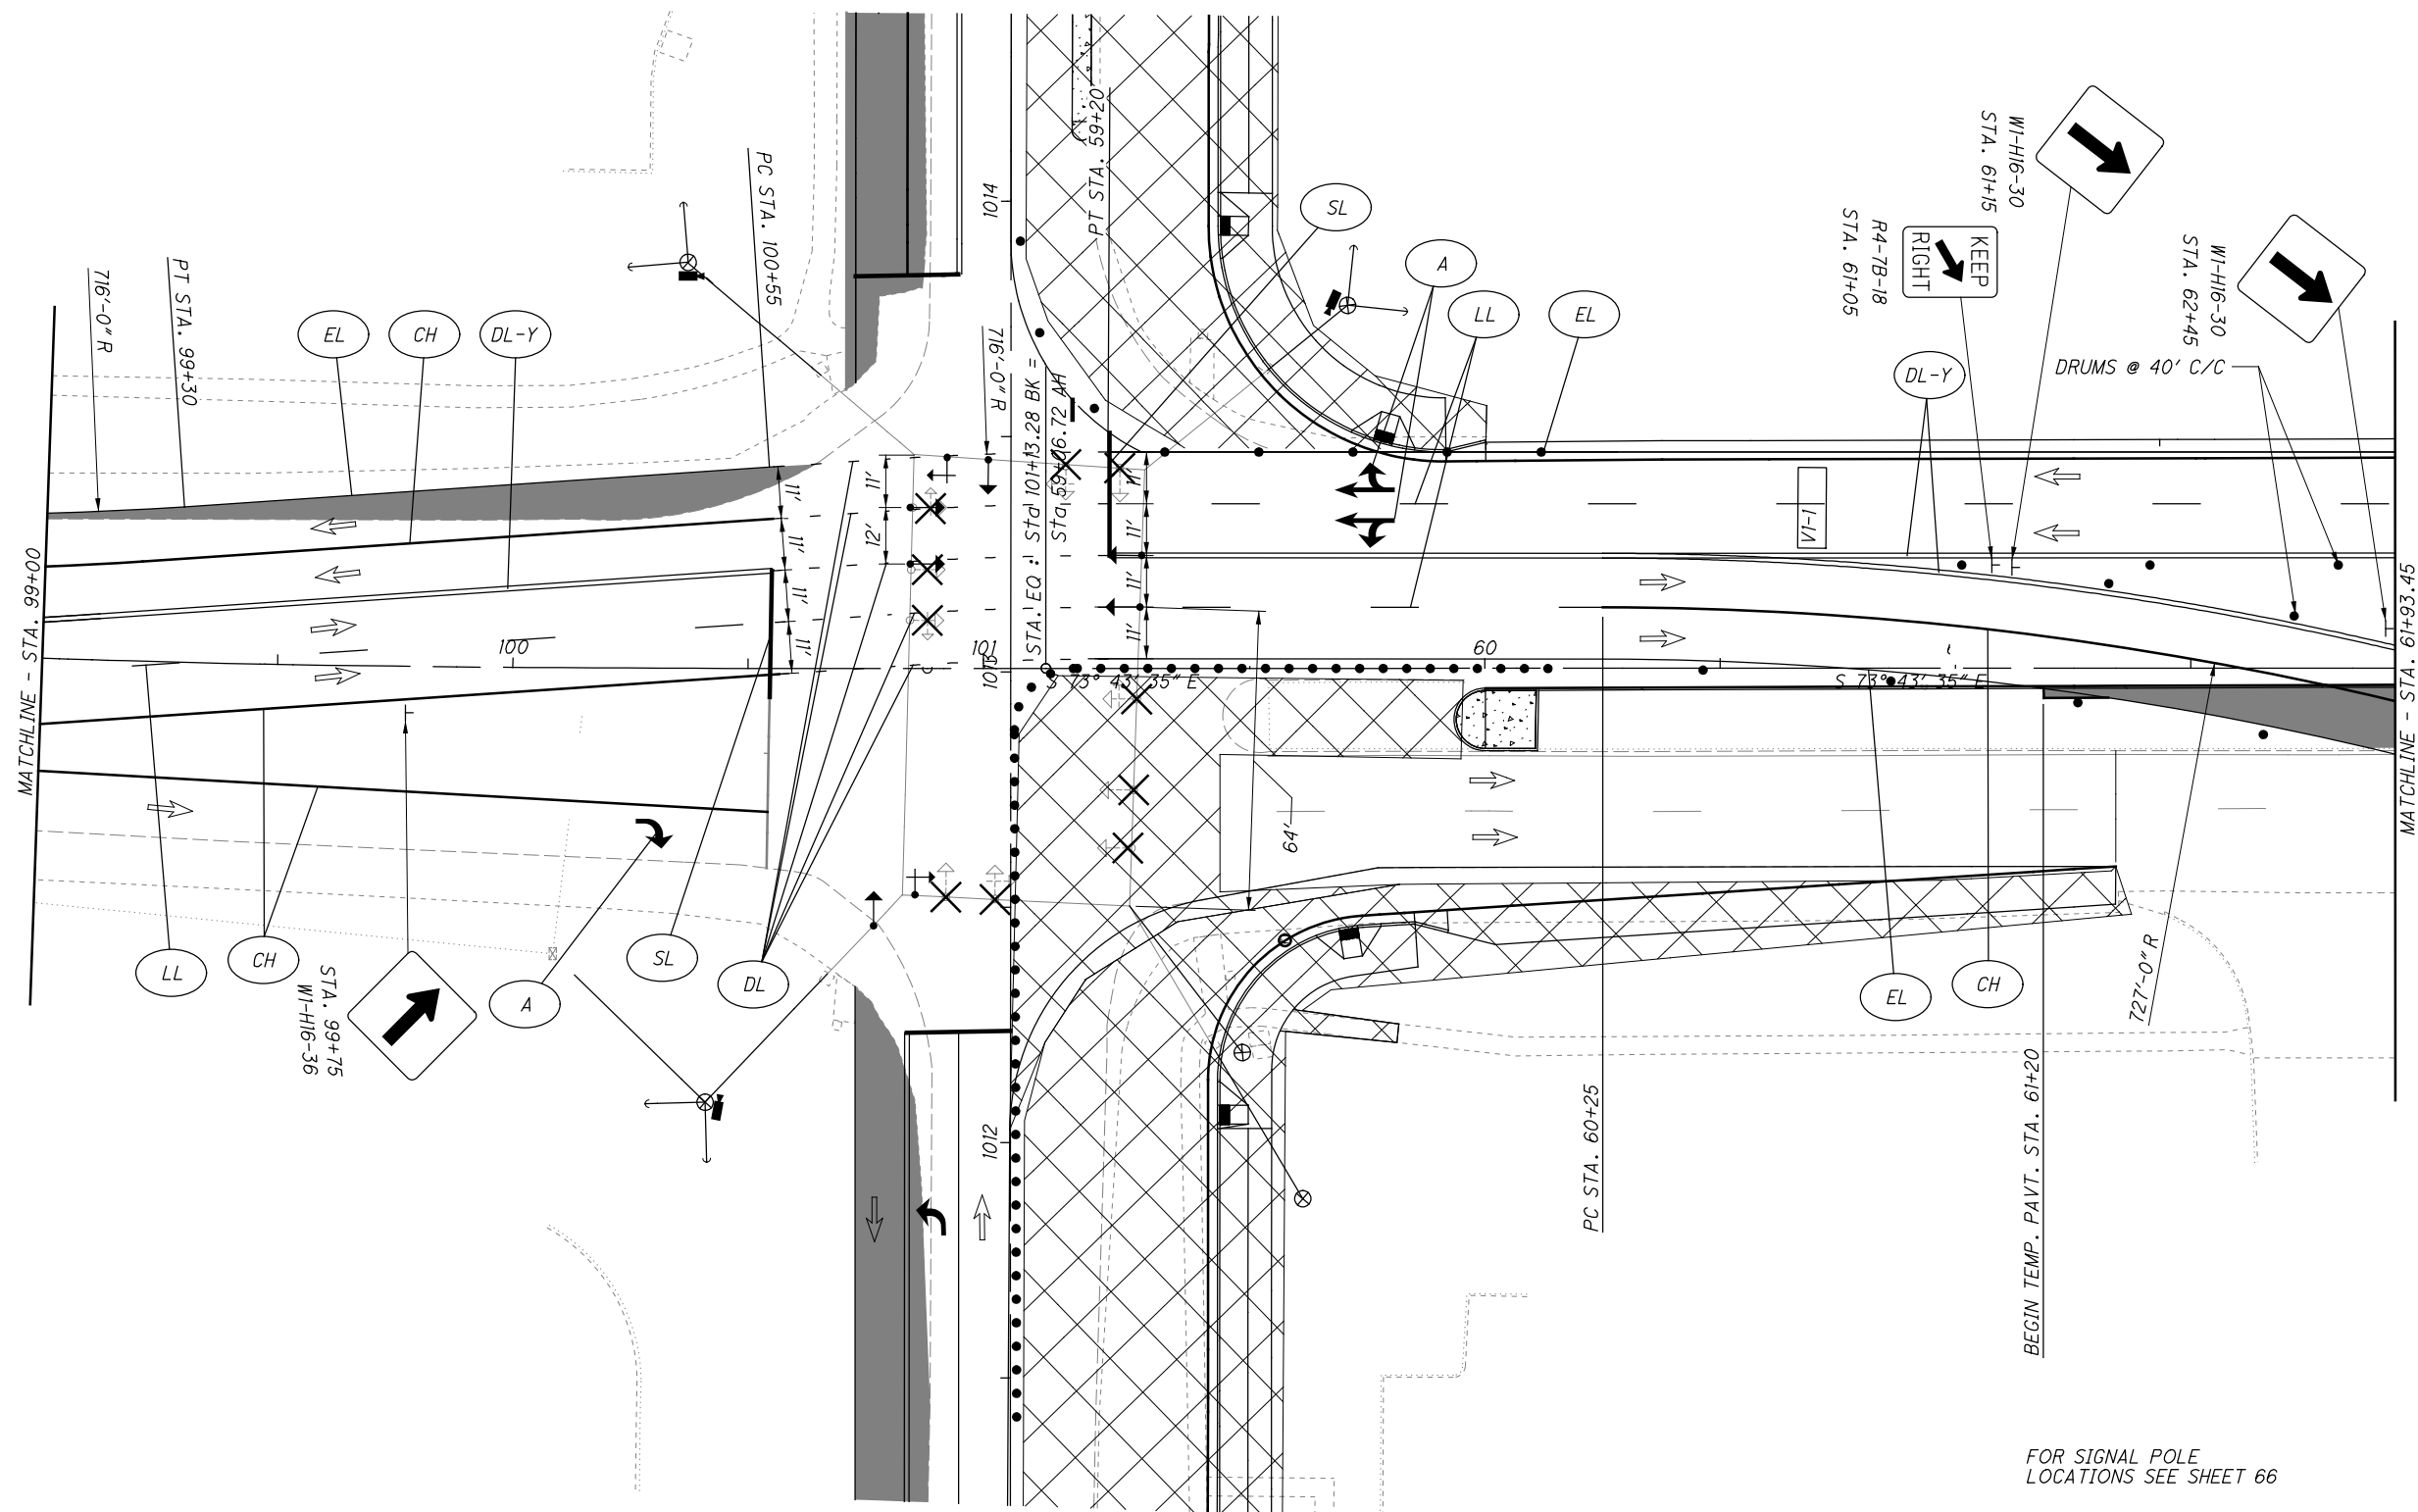 MATCHLINE - STA. 99+00
716'-0" R
PT STA. 99+30
EL
CH
DL-Y
PC STA. 100+55
1014
716'-0" R
STA. EQ : Sta 101+13.28 BK =
Sta 59+06.72 AH
PT STA. 59+20
SL
A
LL
EL
R4-7B-18
STA. 61+05
KEEP
RIGHT
W1-H16-30
STA. 61+15
W1-H16-30
STA. 62+45
DRUMS @ 40' C/C
DL-Y
V1-1
11'
11'
11'
11'
11'
12'
11'
11'
11'
11'
100
101
1013
60
S 73° 43' 35" E
S 73° 43' 35" E
64'
MATCHLINE - STA. 61+93.45
LL
CH
STA. 99+75
W1-H16-36
A
SL
DL
1012
EL
CH
727'-0" R
PC STA. 60+25
BEGIN TEMP. PAVT. STA. 61+20
FOR SIGNAL POLE
LOCATIONS SEE SHEET 66